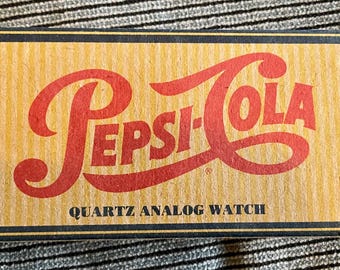 PEPSI-COLA
®
QUARTZ ANALOG WATCH